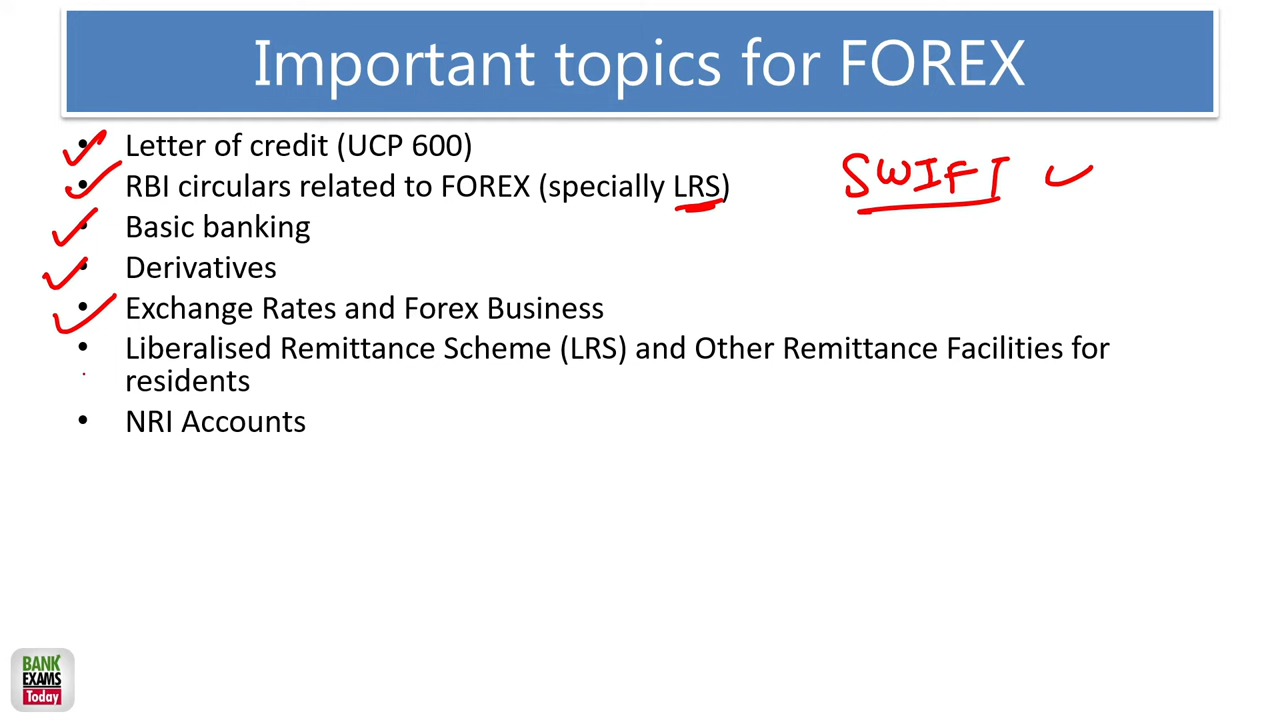 Important topics for FOREX
• Letter of credit (UCP 600)
• RBI circulars related to FOREX (specially LRS)
SWIFT
• Basic banking
• Derivatives
• Exchange Rates and Forex Business
• Liberalised Remittance Scheme (LRS) and Other Remittance Facilities for
residents
• NRI Accounts
BANK
EXAMS
Today